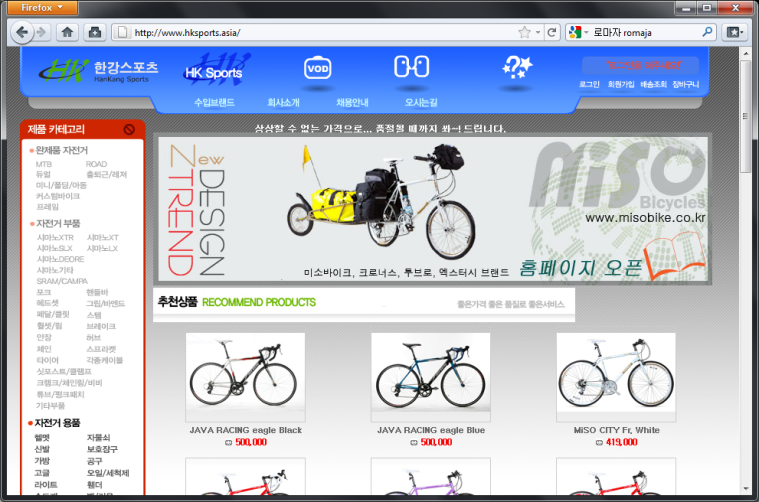 Firefox
http://www.hksports.asia/
로마자 romaja
HK 한강스포츠
HanKang Sports
HK Sports
VOD
로그인 회원가입 배송조회 장바구니
수입브랜드 회사소개 채용안내 오시는길
제품 카테고리
상상할 수 없는 가격으로... 품절될 때까지 쏴~! 드립니다.
완제품 자전거
MTB ROAD
듀얼 출퇴근/레져
미니/폴딩/아동
커스텀바이크
프레임
New
NZ TREND
DESIGN
MiSO
Bicycles
www.misobike.co.kr
미소바이크, 크로너스, 투브로, 엑스터시 브랜드
홈페이지 오픈
자전거 부품
시마노XTR 시마노XT
시마노SLX 시마노LX
시마노DEORE
시마노기타
SRAM/CAMPA
포크 핸들바
헤드셋 그립/바엔드
페달/클릿 스템
휠셋/림 브레이크
안장 허브
체인 스프라켓
타이어 각종케이블
싯포스트/클램프
크랭크/체인링/비비
튜브/펑크패치
기타부품
자전거 용품
헬멧 자물쇠
신발 보호장구
가방 공구
고글 오일/세척제
라이트 휀더
추천상품 RECOMMEND PRODUCTS
좋은가격 좋은 품질로 좋은서비스
JAVA RACING eagle Black
500,000
JAVA RACING eagle Blue
500,000
MiSO CITY Fr, White
419,000